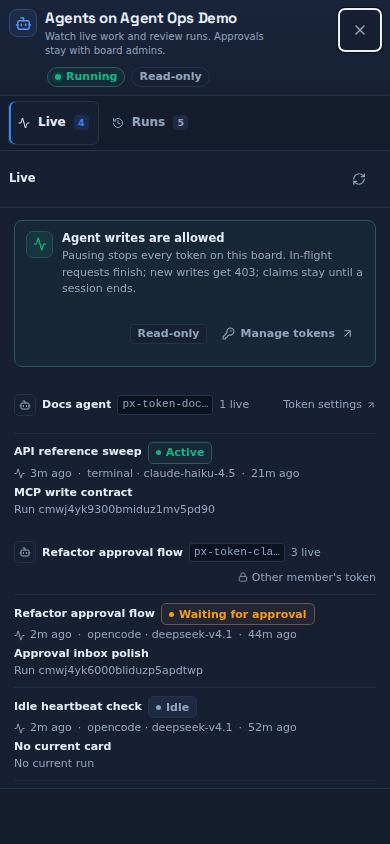 Agents on Agent Ops Demo
Watch live work and review runs. Approvals
stay with board admins.
Running Read-only
Live 4 Runs 5
Live
Agent writes are allowed
Pausing stops every token on this board. In-flight
requests finish; new writes get 403; claims stay until a
session ends.
Read-only Manage tokens
Docs agent px-token-doc… 1 live Token settings
API reference sweep Active
3m ago · terminal · claude-haiku-4.5 · 21m ago
MCP write contract
Run cmwj4yk9300bmiduz1mv5pd90
Refactor approval flow px-token-cla… 3 live
Other member's token
Refactor approval flow Waiting for approval
2m ago · opencode · deepseek-v4.1 · 44m ago
Approval inbox polish
Run cmwj4yk6000bliduzp5apdtwp
Idle heartbeat check Idle
2m ago · opencode · deepseek-v4.1 · 52m ago
No current card
No current run